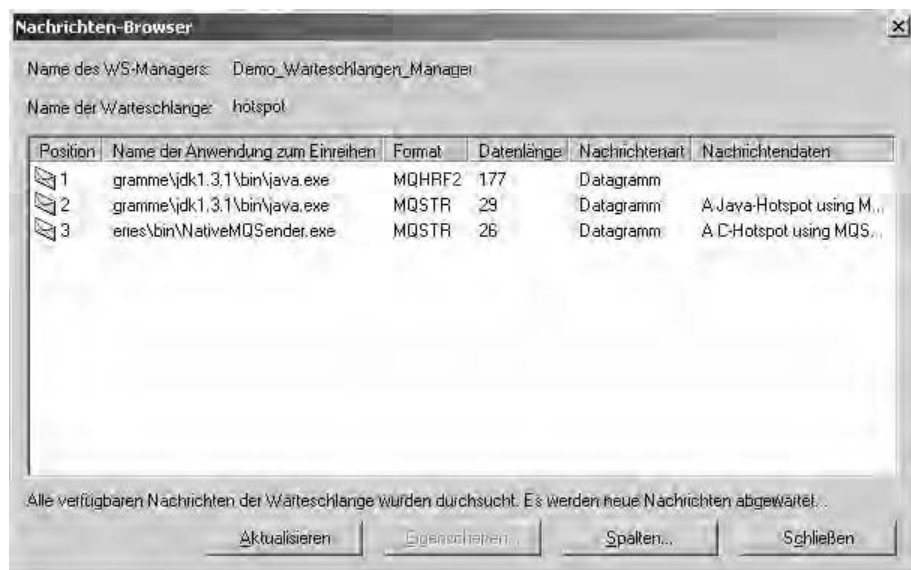 Nachrichten-Browser
Name des WS-Managers: Demo_Warteschlangen_Manager
Name der Warteschlange: hotspot
Position Name der Anwendung zum Einreihen Format Datenlänge Nachrichtenart Nachrichtendaten
1 gramme\jdk1.3.1\bin\java.exe MQHRF2 177 Datagramm
2 gramme\jdk1.3.1\bin\java.exe MQSTR 29 Datagramm A Java-Hotspot using M...
3 eries\bin\NativeMQSender.exe MQSTR 26 Datagramm A C-Hotspot using MQS...
Alle verfügbaren Nachrichten der Warteschlange wurden durchsucht. Es werden neue Nachrichten abgewartet...
Aktualisieren Eigenschaften... Spalten... Schließen